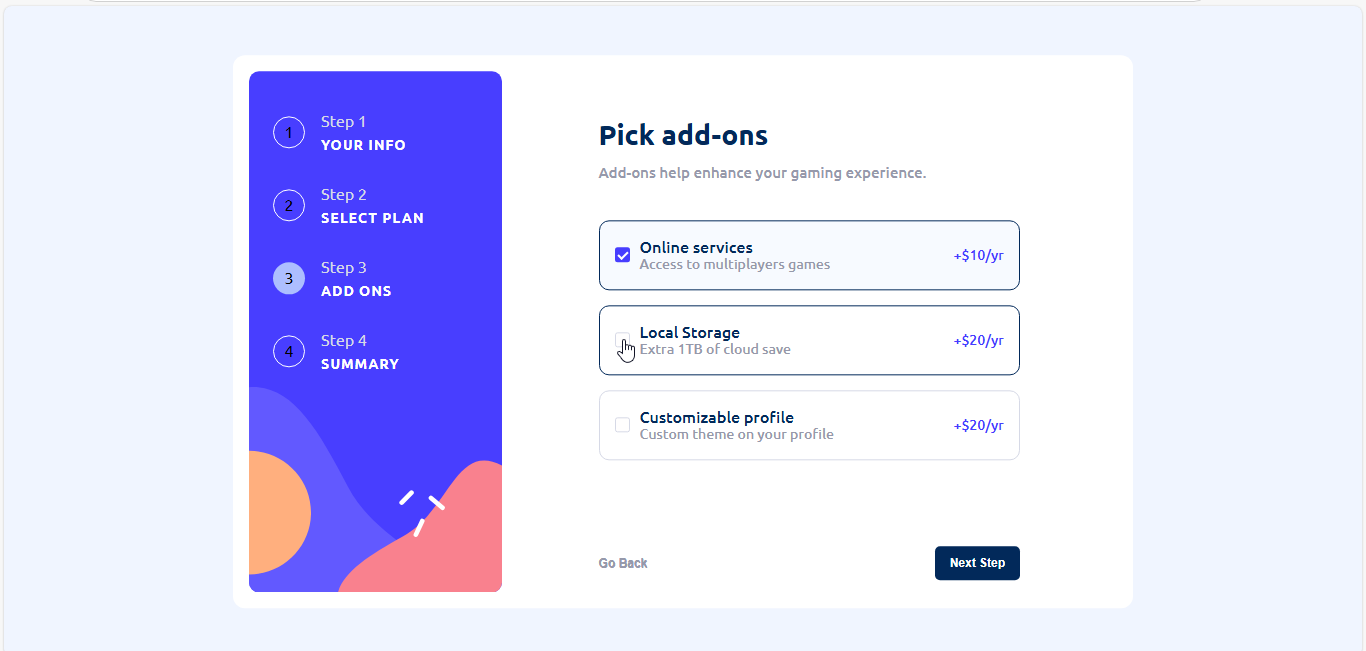 1
Step 1
YOUR INFO
2
Step 2
SELECT PLAN
3
Step 3
ADD ONS
4
Step 4
SUMMARY
Pick add-ons
Add-ons help enhance your gaming experience.
Online services
Access to multiplayers games
+$10/yr
Local Storage
Extra 1TB of cloud save
+$20/yr
Customizable profile
Custom theme on your profile
+$20/yr
Go Back
Next Step